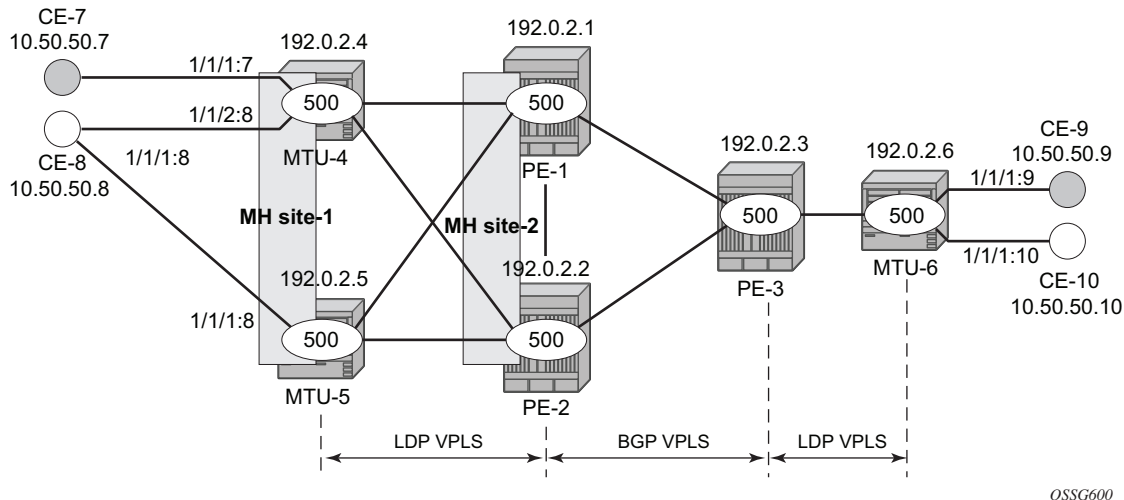 CE-7
10.50.50.7
1/1/1:7
192.0.2.4
500
1/1/2:8
CE-8
10.50.50.8
1/1/1:8
MTU-4
MH site-1
192.0.2.5
1/1/1:8
500
MTU-5
192.0.2.1
500
PE-1
MH site-2
192.0.2.2
500
PE-2
192.0.2.3
500
PE-3
192.0.2.6
500
MTU-6
CE-9
10.50.50.9
1/1/1:9
1/1/1:10
CE-10
10.50.50.10
LDP VPLS
BGP VPLS
LDP VPLS
OSSG600